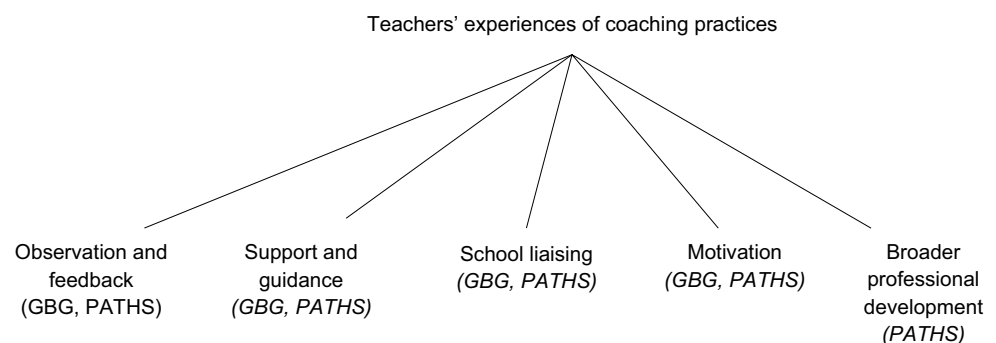 Teachers’ experiences of coaching practices
Observation and
feedback
(GBG, PATHS)
Support and
guidance
(GBG, PATHS)
School liaising
(GBG, PATHS)
Motivation
(GBG, PATHS)
Broader
professional
development
(PATHS)